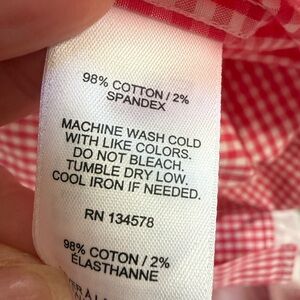 98% COTTON / 2%
SPANDEX
MACHINE WASH COLD
WITH LIKE COLORS.
DO NOT BLEACH.
TUMBLE DRY LOW.
COOL IRON IF NEEDED.
RN 134578
98% COTTON / 2%
ÉLASTHANNE